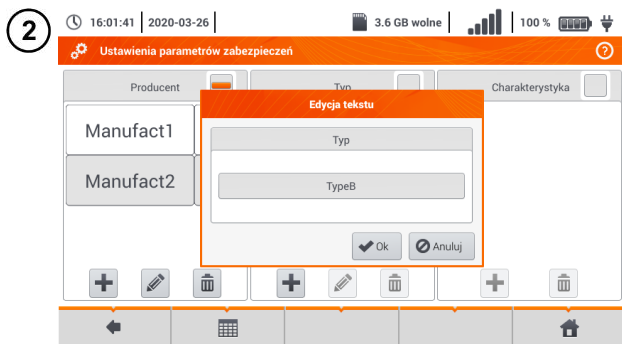 2
16:01:41 2020-03-26 3.6 GB wolne 100 %
Ustawienia parametrów zabezpieczeń ?
Producent Typ Charakterystyka
Edycja tekstu
Manufact1
Typ
Manufact2
TypeB
Ok Anuluj